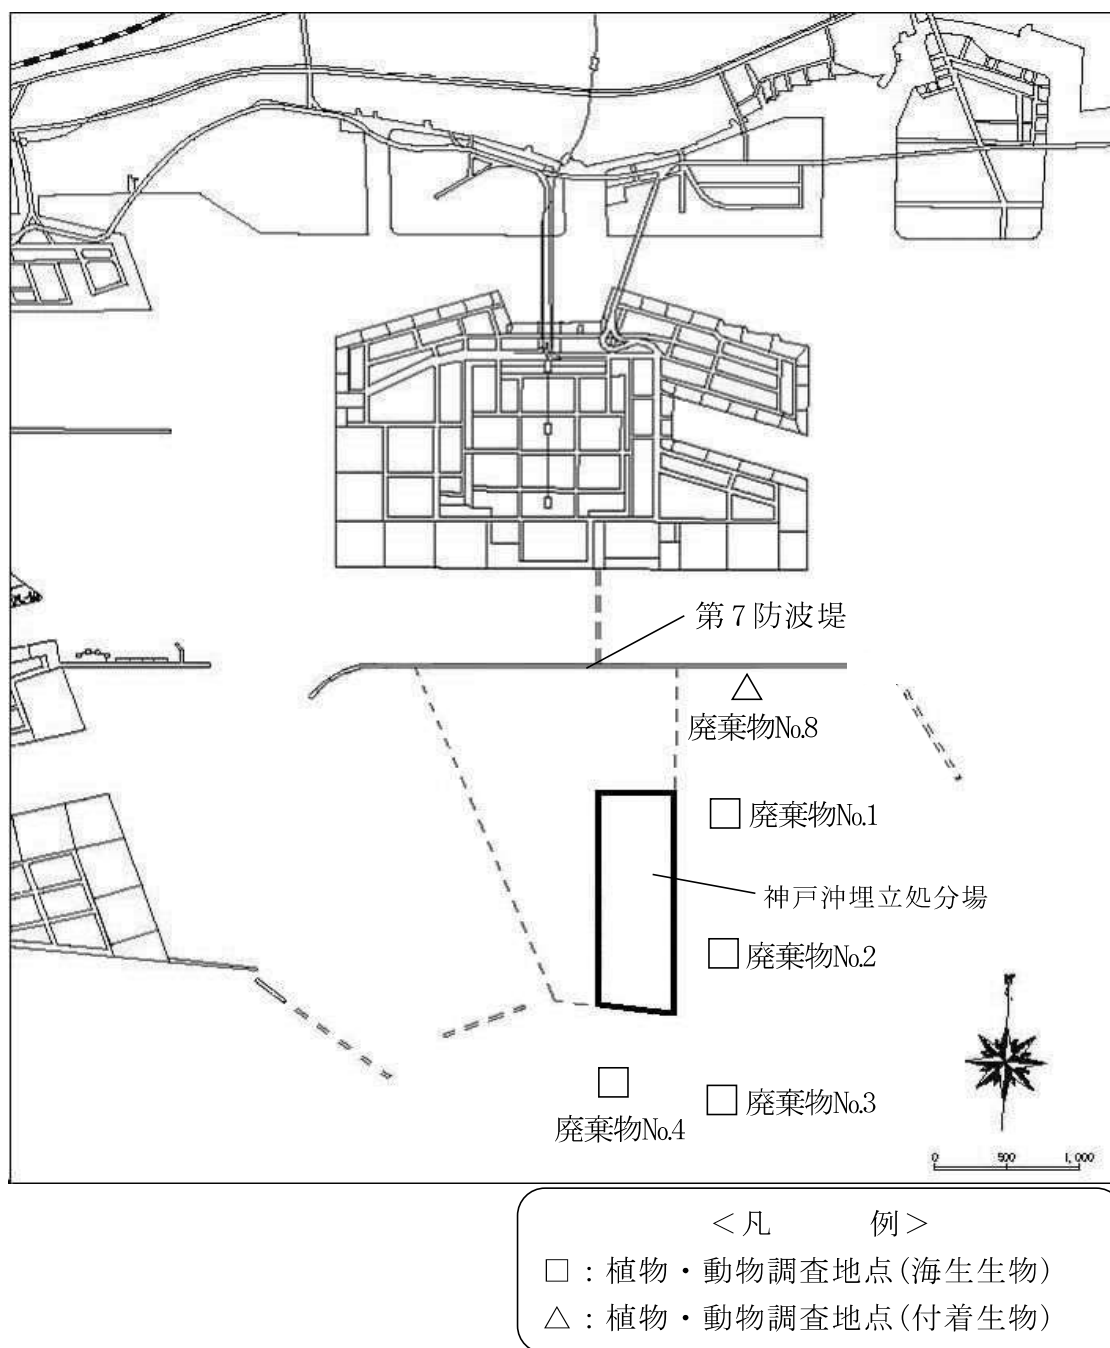 第7防波堤
廃棄物No.8
廃棄物No.1
神戸沖埋立処分場
廃棄物No.2
廃棄物No.3
廃棄物No.4
N
0 500 1,000
＜凡 例＞
□：植物・動物調査地点(海生生物)
△：植物・動物調査地点(付着生物)